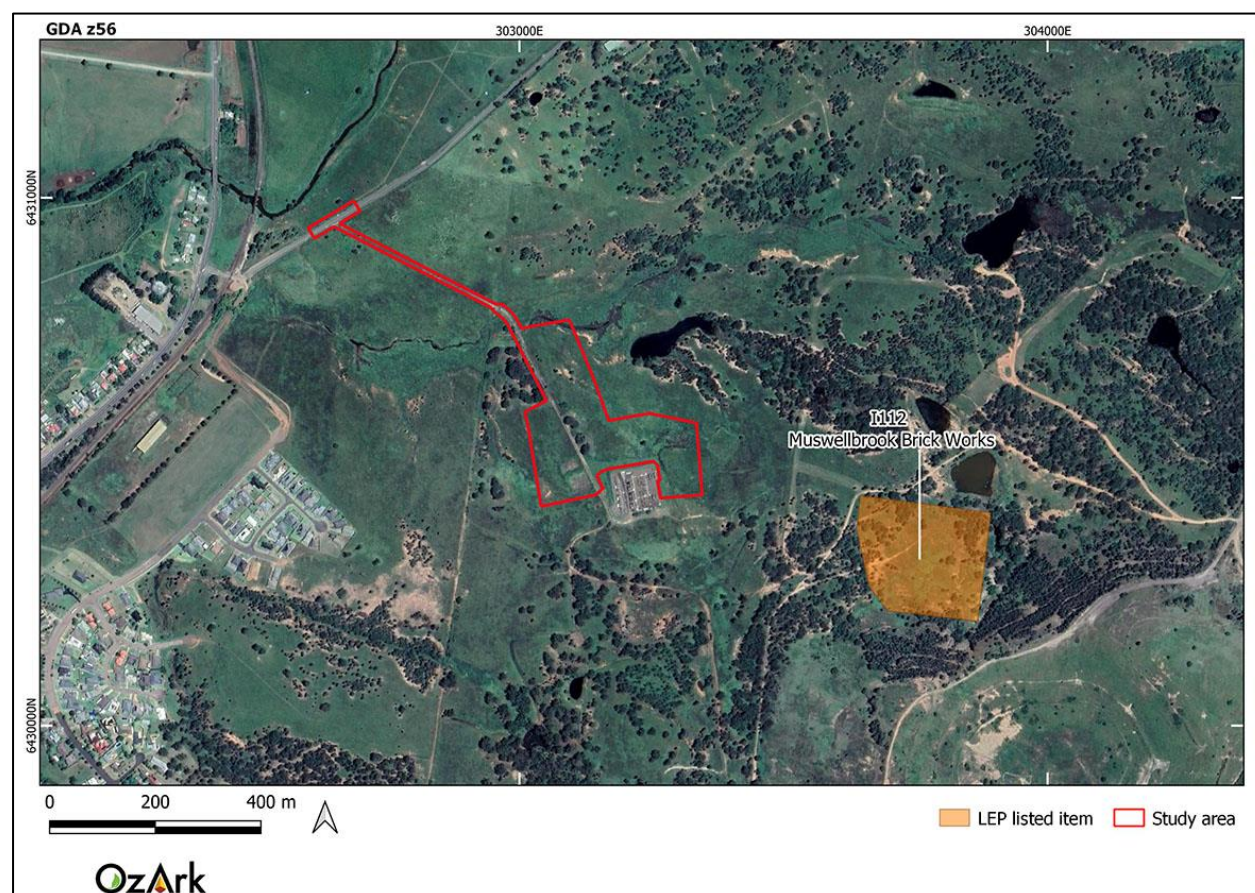 GDA z56
303000E
304000E
6431000N
I112
Muswellbrook Brick Works
6430000N
0
200
400 m
LEP listed item
Study area
OzArk